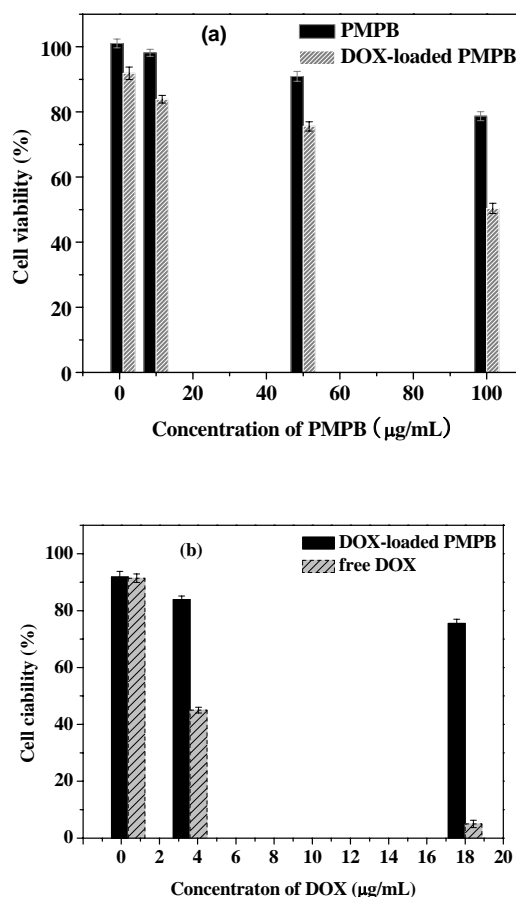 (a)
PMPB
DOX-loaded PMPB
100
80
60
40
20
0
Cell viability (%)
0 20 40 60 80 100
Concentration of PMPB (μg/mL)
(b)
DOX-loaded PMPB
free DOX
100
80
60
40
20
0
Cell ciability (%)
0 2 4 6 8 10 12 14 16 18 20
Concentraton of DOX (μg/mL)